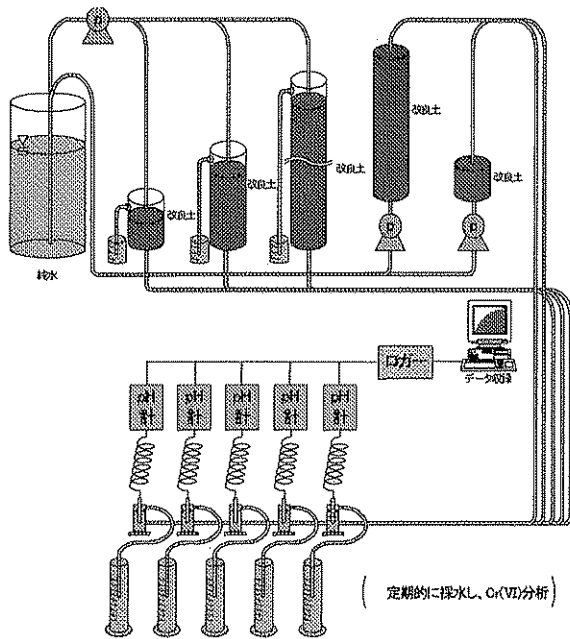 p
改良土
改良土
改良土
改良土
改良土
p
p
純水
ロガー
データ収録
pH
計
pH
計
pH
計
pH
計
pH
計
( 定期的に採水し、Cr(VI)分析 )